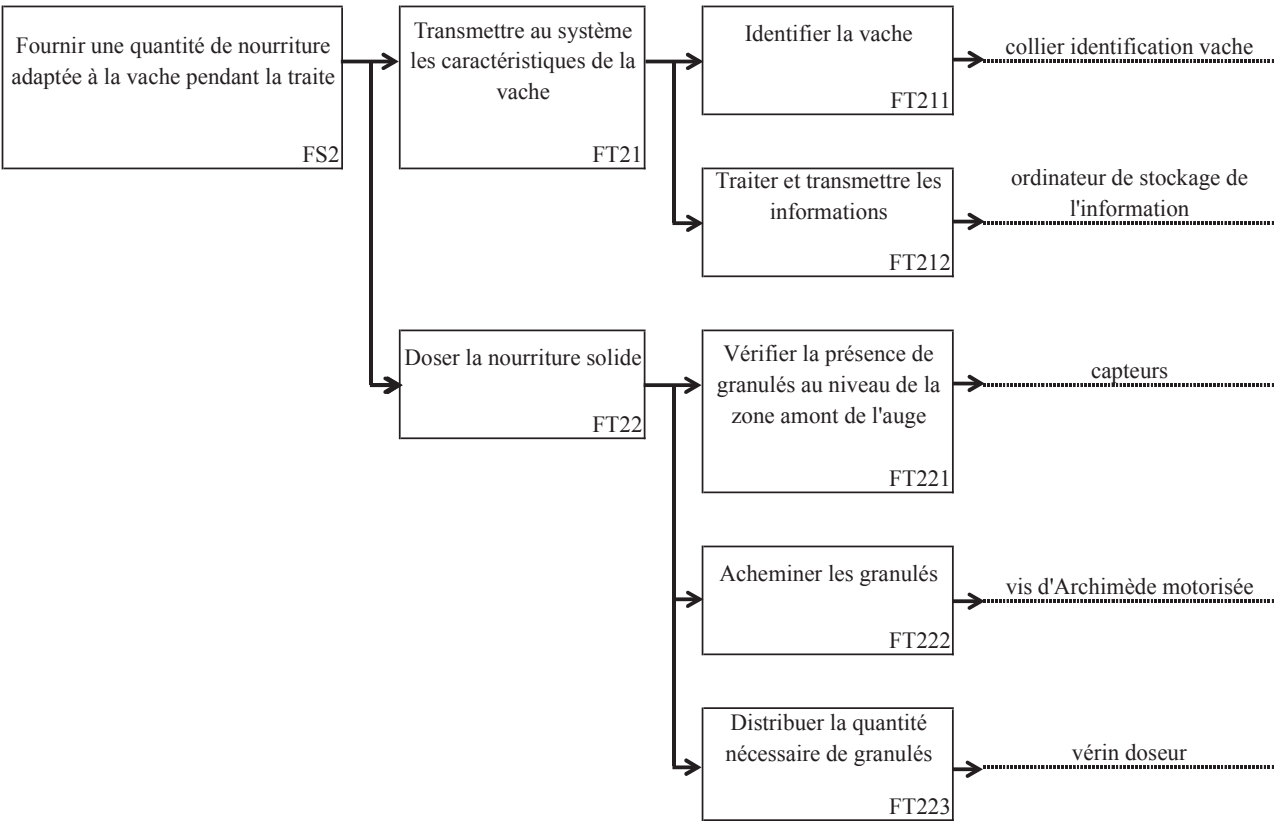 Fournir une quantité de nourriture
adaptée à la vache pendant la traite
FS2
Transmettre au système
les caractéristiques de la
vache
FT21
Identifier la vache
FT211
collier identification vache
Traiter et transmettre les
informations
FT212
ordinateur de stockage de
l'information
Doser la nourriture solide
FT22
Vérifier la présence de
granulés au niveau de la
zone amont de l'auge
FT221
capteurs
Acheminer les granulés
FT222
vis d'Archimède motorisée
Distribuer la quantité
nécessaire de granulés
FT223
vérin doseur